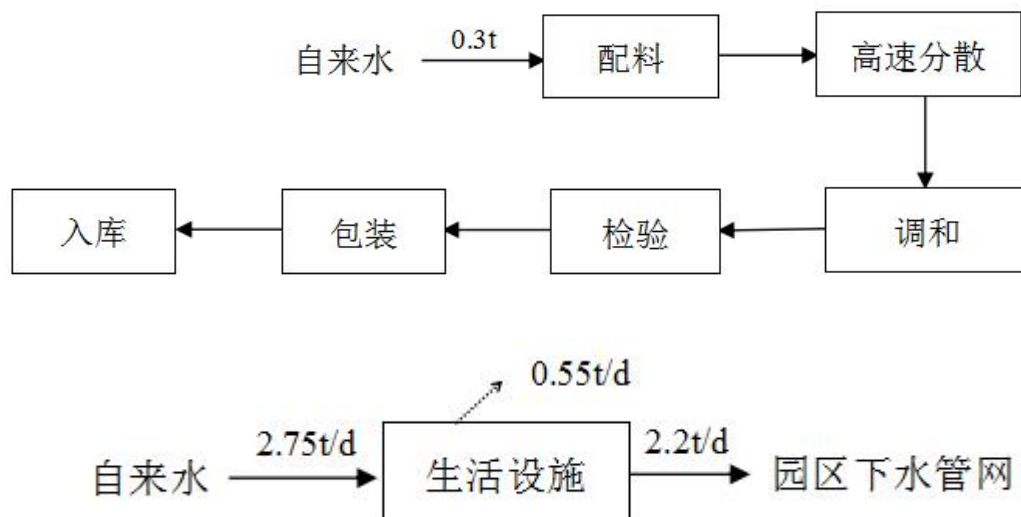 0.3t
自来水 配料 高速分散
入库 包装 检验 调和
0.55t/d
2.75t/d 2.2t/d
自来水 生活设施 园区下水管网